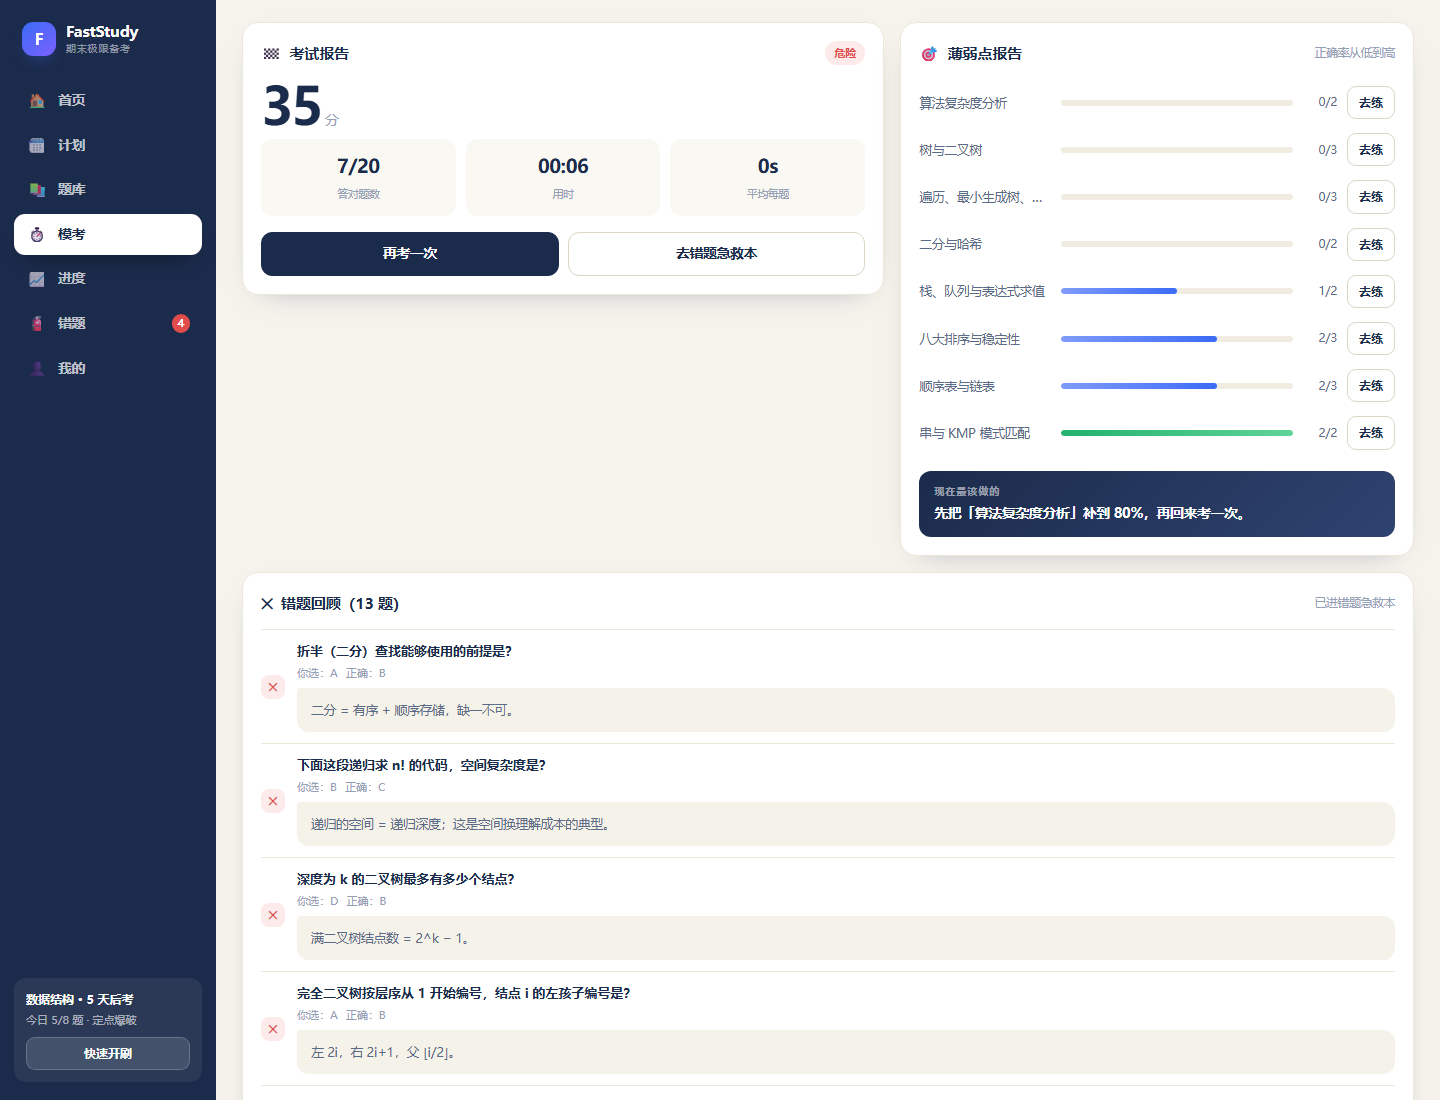 F
FastStudy
期末极限备考
首页
计划
题库
模考
进度
错题
4
我的
数据结构 · 5 天后考
今日 5/8 题 · 定点爆破
快速开刷
考试报告
危险
35 分
7/20
答对题数
00:06
用时
0s
平均每题
再考一次
去错题急救本
薄弱点报告
正确率从低到高
算法复杂度分析
0/2
去练
树与二叉树
0/3
去练
遍历、最小生成树、...
0/3
去练
二分与哈希
0/2
去练
栈、队列与表达式求值
1/2
去练
八大排序与稳定性
2/3
去练
顺序表与链表
2/3
去练
串与 KMP 模式匹配
2/2
去练
现在最该做的
先把「算法复杂度分析」补到 80%，再回来考一次。
错题回顾（13 题）
已进错题急救本
折半（二分）查找能够使用的前提是？
你选：A 正确：B
二分 = 有序 + 顺序存储，缺一不可。
下面这段递归求 n! 的代码，空间复杂度是？
你选：B 正确：C
递归的空间 = 递归深度；这是空间换理解成本的典型。
深度为 k 的二叉树最多有多少个结点？
你选：D 正确：B
满二叉树结点数 = 2^k − 1。
完全二叉树按层序从 1 开始编号，结点 i 的左孩子编号是？
你选：A 正确：B
左 2i，右 2i+1，父 ⌊i/2⌋。